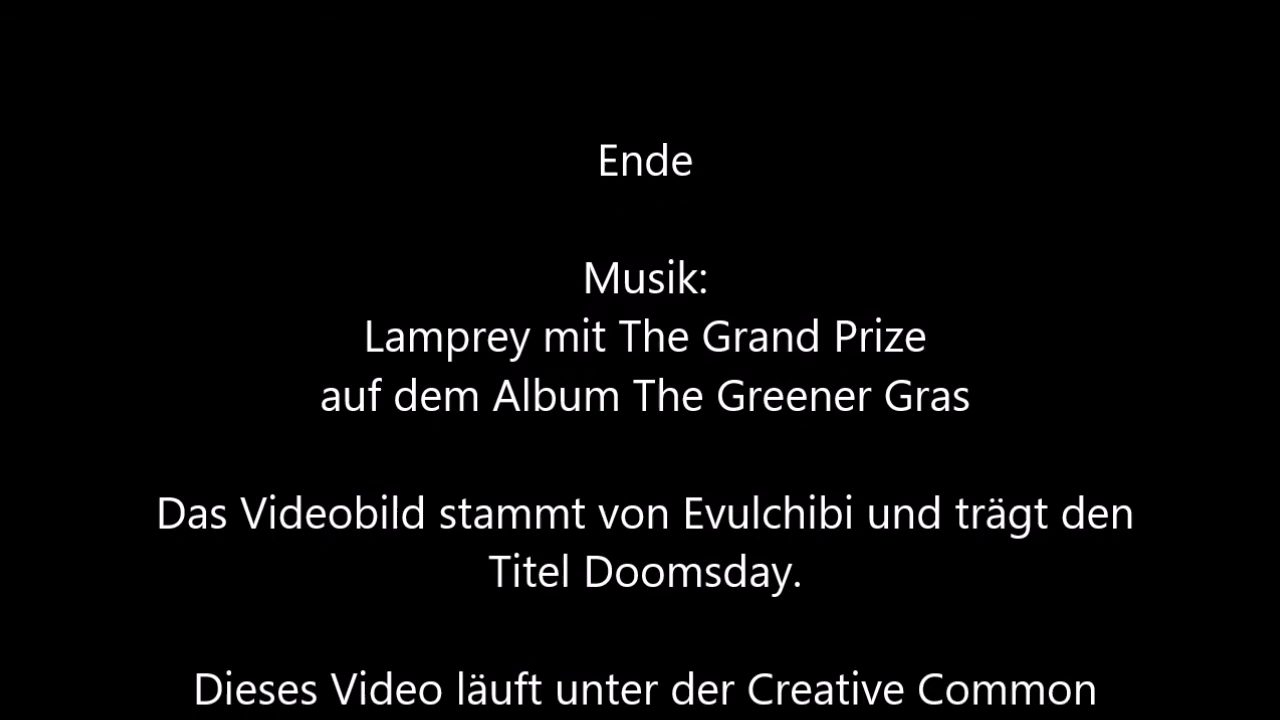 Ende
Musik:
Lamprey mit The Grand Prize
auf dem Album The Greener Gras
Das Videobild stammt von Evulchibi und trägt den
Titel Doomsday.
Dieses Video läuft unter der Creative Common